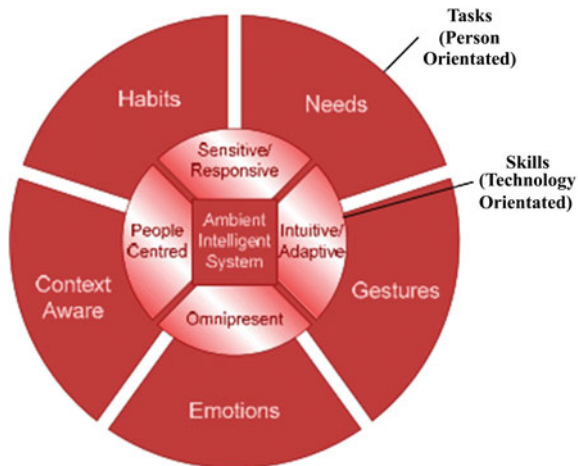 Tasks
(Person
Orientated)
Habits
Needs
Sensitive/
Responsive
Skills
(Technology
Orientated)
People
Centred
Ambient
Intelligent
System
Intuitive/
Adaptive
Context
Aware
Gestures
Omnipresent
Emotions